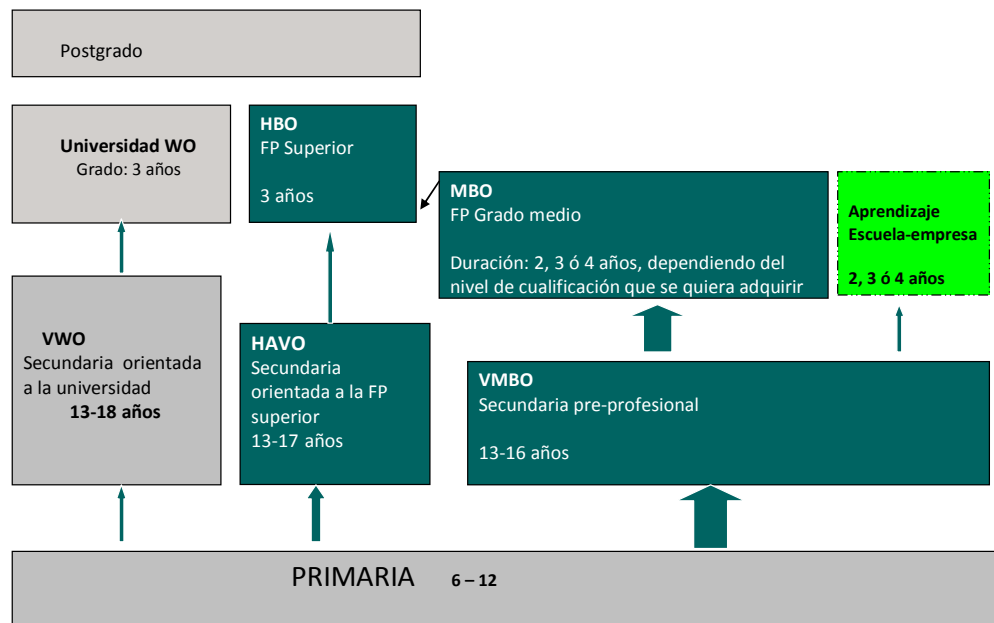 Postgrado
Universidad WO
Grado: 3 años
HBO
FP Superior
3 años
MBO
FP Grado medio
Duración: 2, 3 ó 4 años, dependiendo del
nivel de cualificación que se quiera adquirir
Aprendizaje
Escuela-empresa
2, 3 ó 4 años
VWO
Secundaria orientada
a la universidad
13-18 años
HAVO
Secundaria
orientada a la FP
superior
13-17 años
VMBO
Secundaria pre-profesional
13-16 años
PRIMARIA 6 – 12